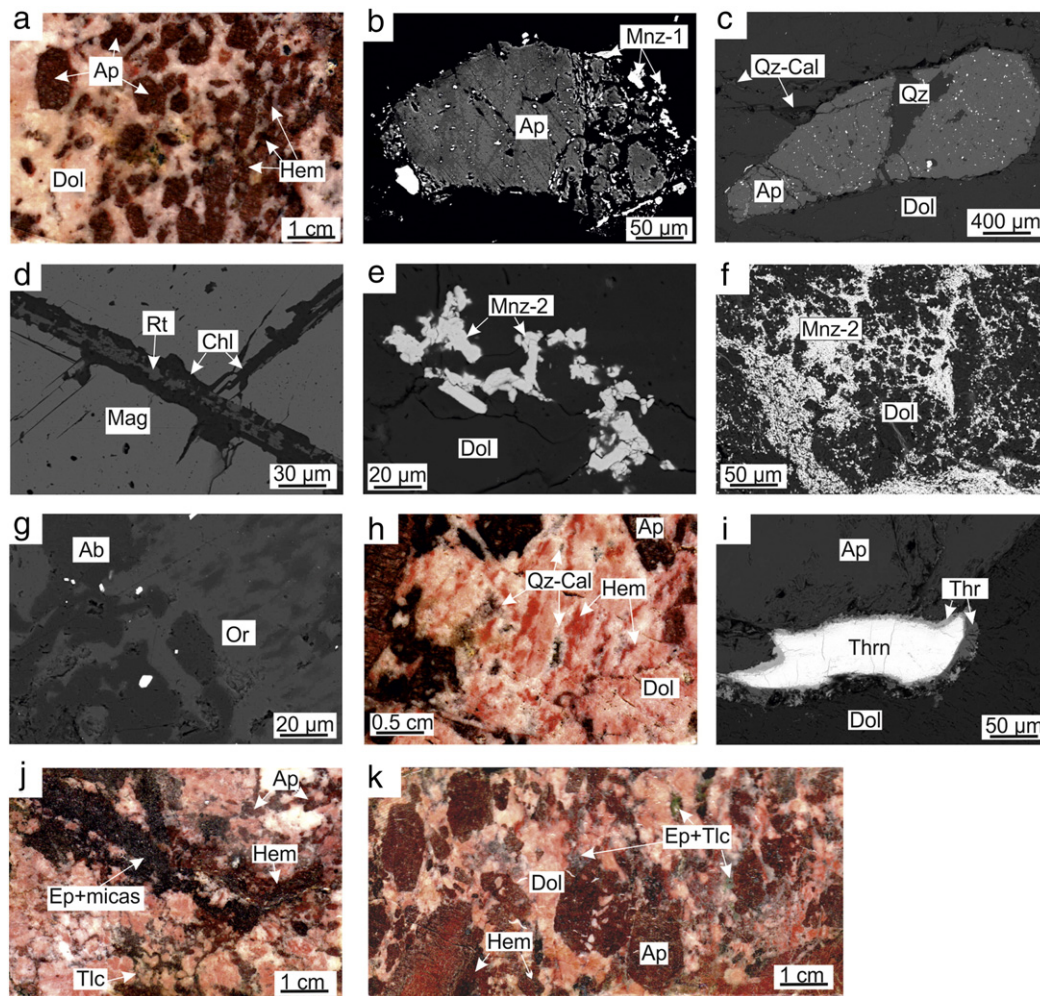 a
Ap
Dol
Hem
1 cm
b
Mnz-1
Ap
50 µm
c
Qz-Cal
Qz
Ap
Dol
400 µm
d
Rt
Chl
Mag
30 µm
e
Mnz-2
Dol
20 µm
f
Mnz-2
Dol
50 µm
g
Ab
Or
20 µm
h
Ap
Qz-Cal
Hem
Dol
0.5 cm
i
Ap
Thr
Thrn
Dol
50 µm
j
Ap
Hem
Ep+micas
Tlc
1 cm
k
Ep+Tlc
Dol
Hem
Ap
1 cm